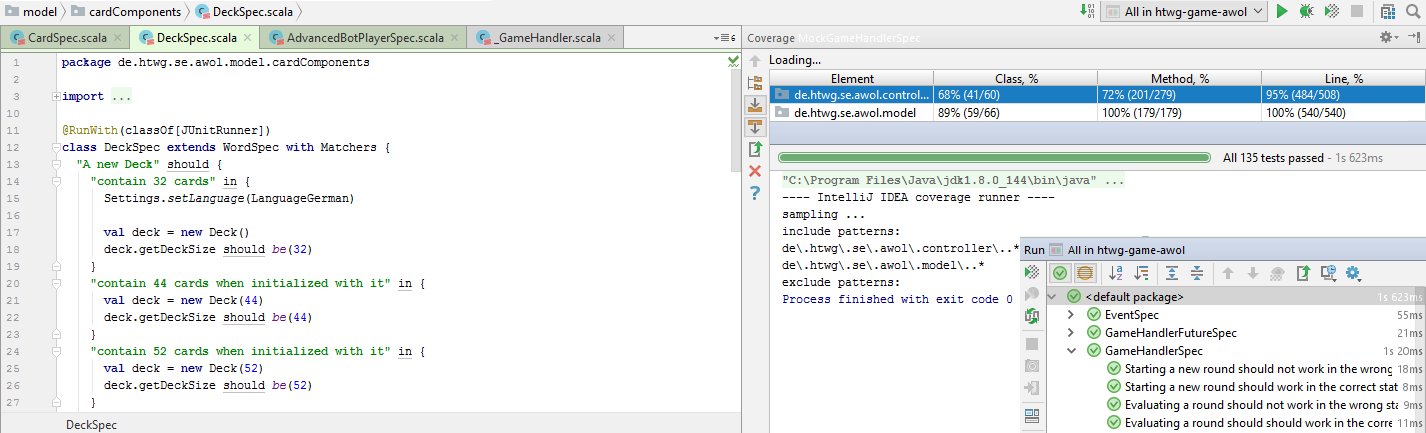 model cardComponents DeckSpec.scala All in htwg-game-awol
CardSpec.scala DeckSpec.scala AdvancedBotPlayerSpec.scala _GameHandler.scala
6
1 package de.htwg.se.awol.model.cardComponents
2
3 import ...
10
11 @RunWith(classOf[JUnitRunner])
12 class DeckSpec extends WordSpec with Matchers {
13 "A new Deck" should {
14 "contain 32 cards" in {
15 Settings.setLanguage(LanguageGerman)
16
17 val deck = new Deck()
18 deck.getDeckSize should be(32)
19 }
20 "contain 44 cards when initialized with it" in {
21 val deck = new Deck(44)
22 deck.getDeckSize should be(44)
23 }
24 "contain 52 cards when initialized with it" in {
25 val deck = new Deck(52)
26 deck.getDeckSize should be(52)
27 }
DeckSpec
Coverage MockGameHandlerSpec
Loading...
Element Class, % Method, % Line, %
de.htwg.se.awol.control... 68% (41/60) 72% (201/279) 95% (484/508)
de.htwg.se.awol.model 89% (59/66) 100% (179/179) 100% (540/540)
All 135 tests passed - 1s 623ms
"C:\Program Files\Java\jdk1.8.0_144\bin\java" ...
---- IntelliJ IDEA coverage runner ----
sampling ...
include patterns:
de\.htwg\.se\.awol\.controller\..*
de\.htwg\.se\.awol\.model\..*
exclude patterns:
Process finished with exit code 0
Run All in htwg-game-awol
<default package> 1s 623ms
EventSpec 55ms
GameHandlerFutureSpec 21ms
GameHandlerSpec 1s 20ms
Starting a new round should not work in the wrong 18ms
Starting a new round should work in the correct stat 8ms
Evaluating a round should not work in the wrong sta 9ms
Evaluating a round should should work in the corre 11ms